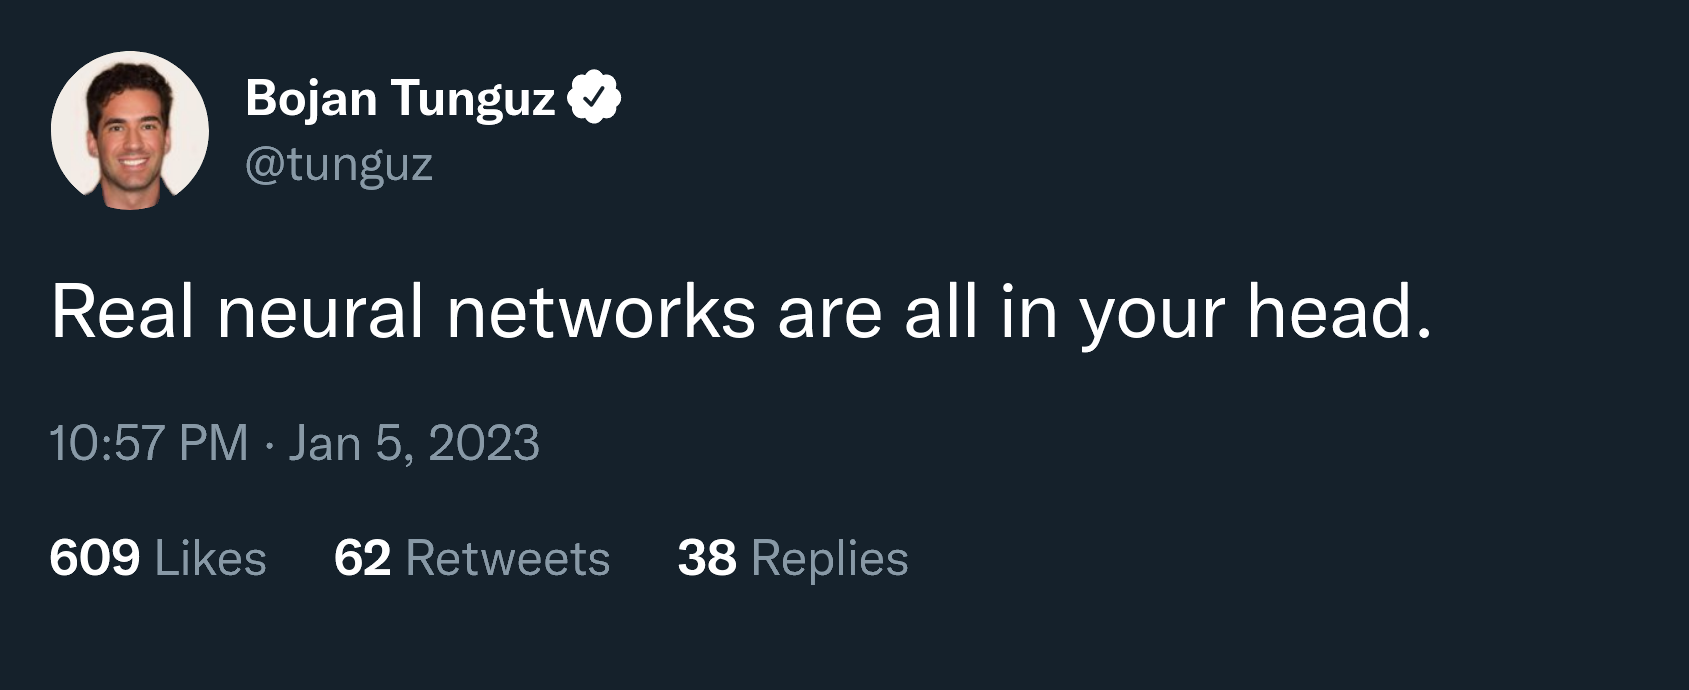 Bojan Tunguz
@tunguz
Real neural networks are all in your head.
10:57 PM · Jan 5, 2023
609 Likes 62 Retweets 38 Replies